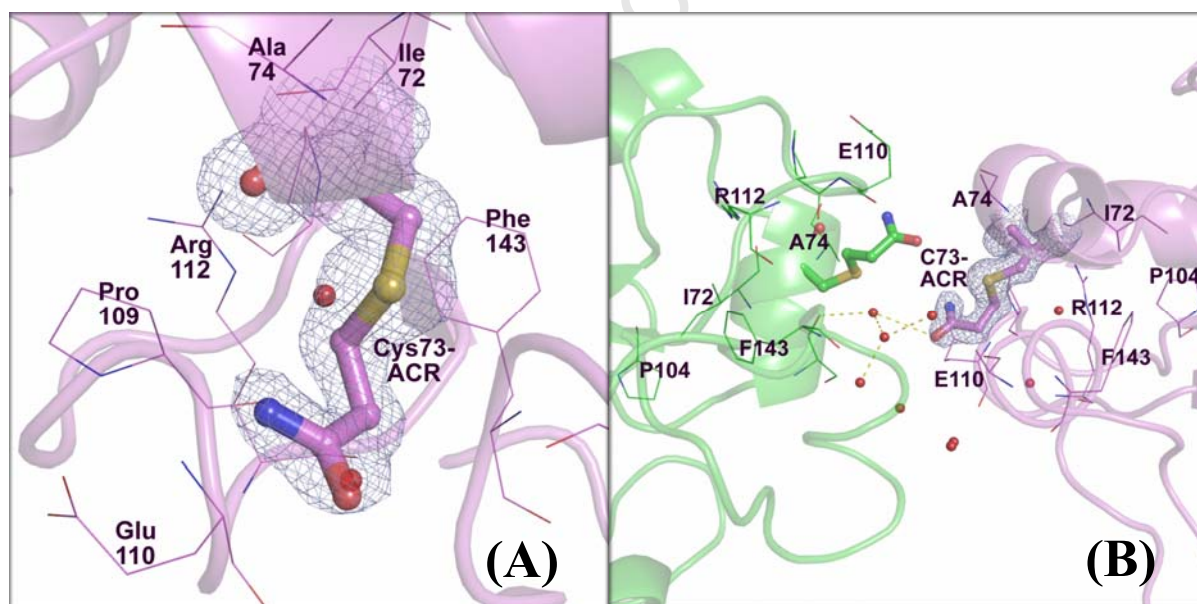 Ala
74
Ile
72
Arg
112
Phe
143
Pro
109
Cys73-
ACR
Glu
110
(A)
E110
R112
A74
I72
F143
P104
A74
I72
C73-
ACR
P104
R112
F143
E110
(B)